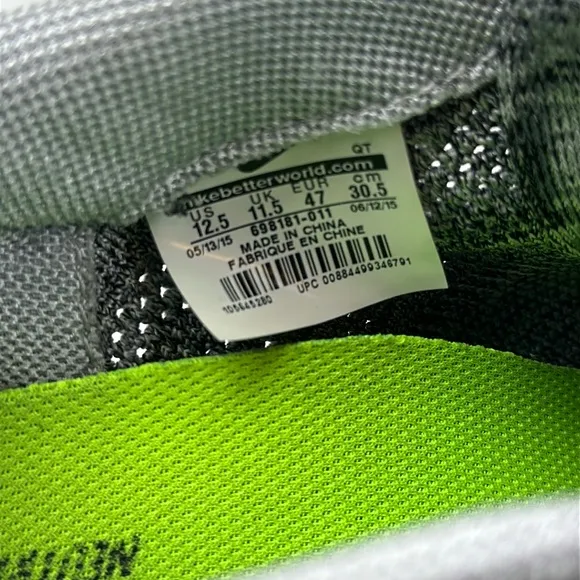 QT
nikebetterworld.com
US UK EUR cm
12.5 11.5 47 30.5
05/13/15 698181-011 06/12/15
MADE IN CHINA
FABRIQUE EN CHINE
105645280 UPC 00884499346791